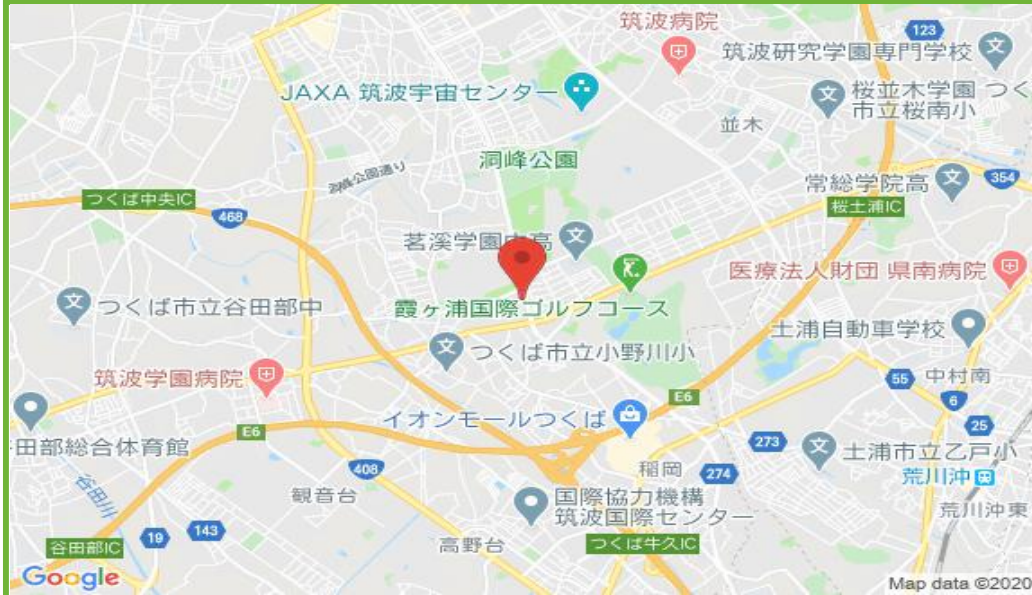 筑波病院
123
筑波研究学園専門学校
JAXA 筑波宇宙センター
桜並木学園 つく
市立桜南小
並木
洞峰公園
洞峰公園通り
常総学院高
354
つくば中央IC
468
桜土浦IC
茗溪学園中高
医療法人財団 県南病院
つくば市立谷田部中
霞ヶ浦国際ゴルフコース
土浦自動車学校
つくば市立小野川小
筑波学園病院
55
中村南
E6
6
イオンモールつくば
25
谷田部総合体育館
E6
273
土浦市立乙戸小
408
稲岡
274
荒川沖
谷田川
観音台
国際協力機構
筑波国際センター
荒川沖東
143
19
谷田部IC
高野台
つくば牛久IC
Google
Map data ©2020